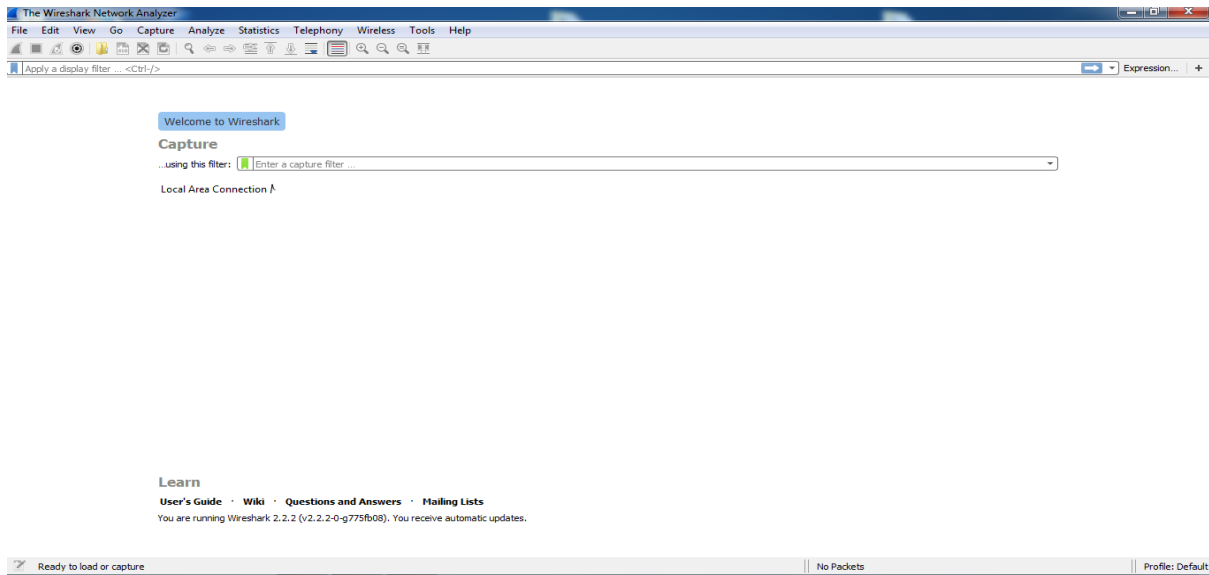 The Wireshark Network Analyzer
File Edit View Go Capture Analyze Statistics Telephony Wireless Tools Help
Apply a display filter ... <Ctrl-/>
Expression... +
Welcome to Wireshark
Capture
...using this filter: Enter a capture filter ...
Local Area Connection
Learn
User's Guide · Wiki · Questions and Answers · Mailing Lists
You are running Wireshark 2.2.2 (v2.2.2-0-g775fb08). You receive automatic updates.
Ready to load or capture
No Packets
Profile: Default